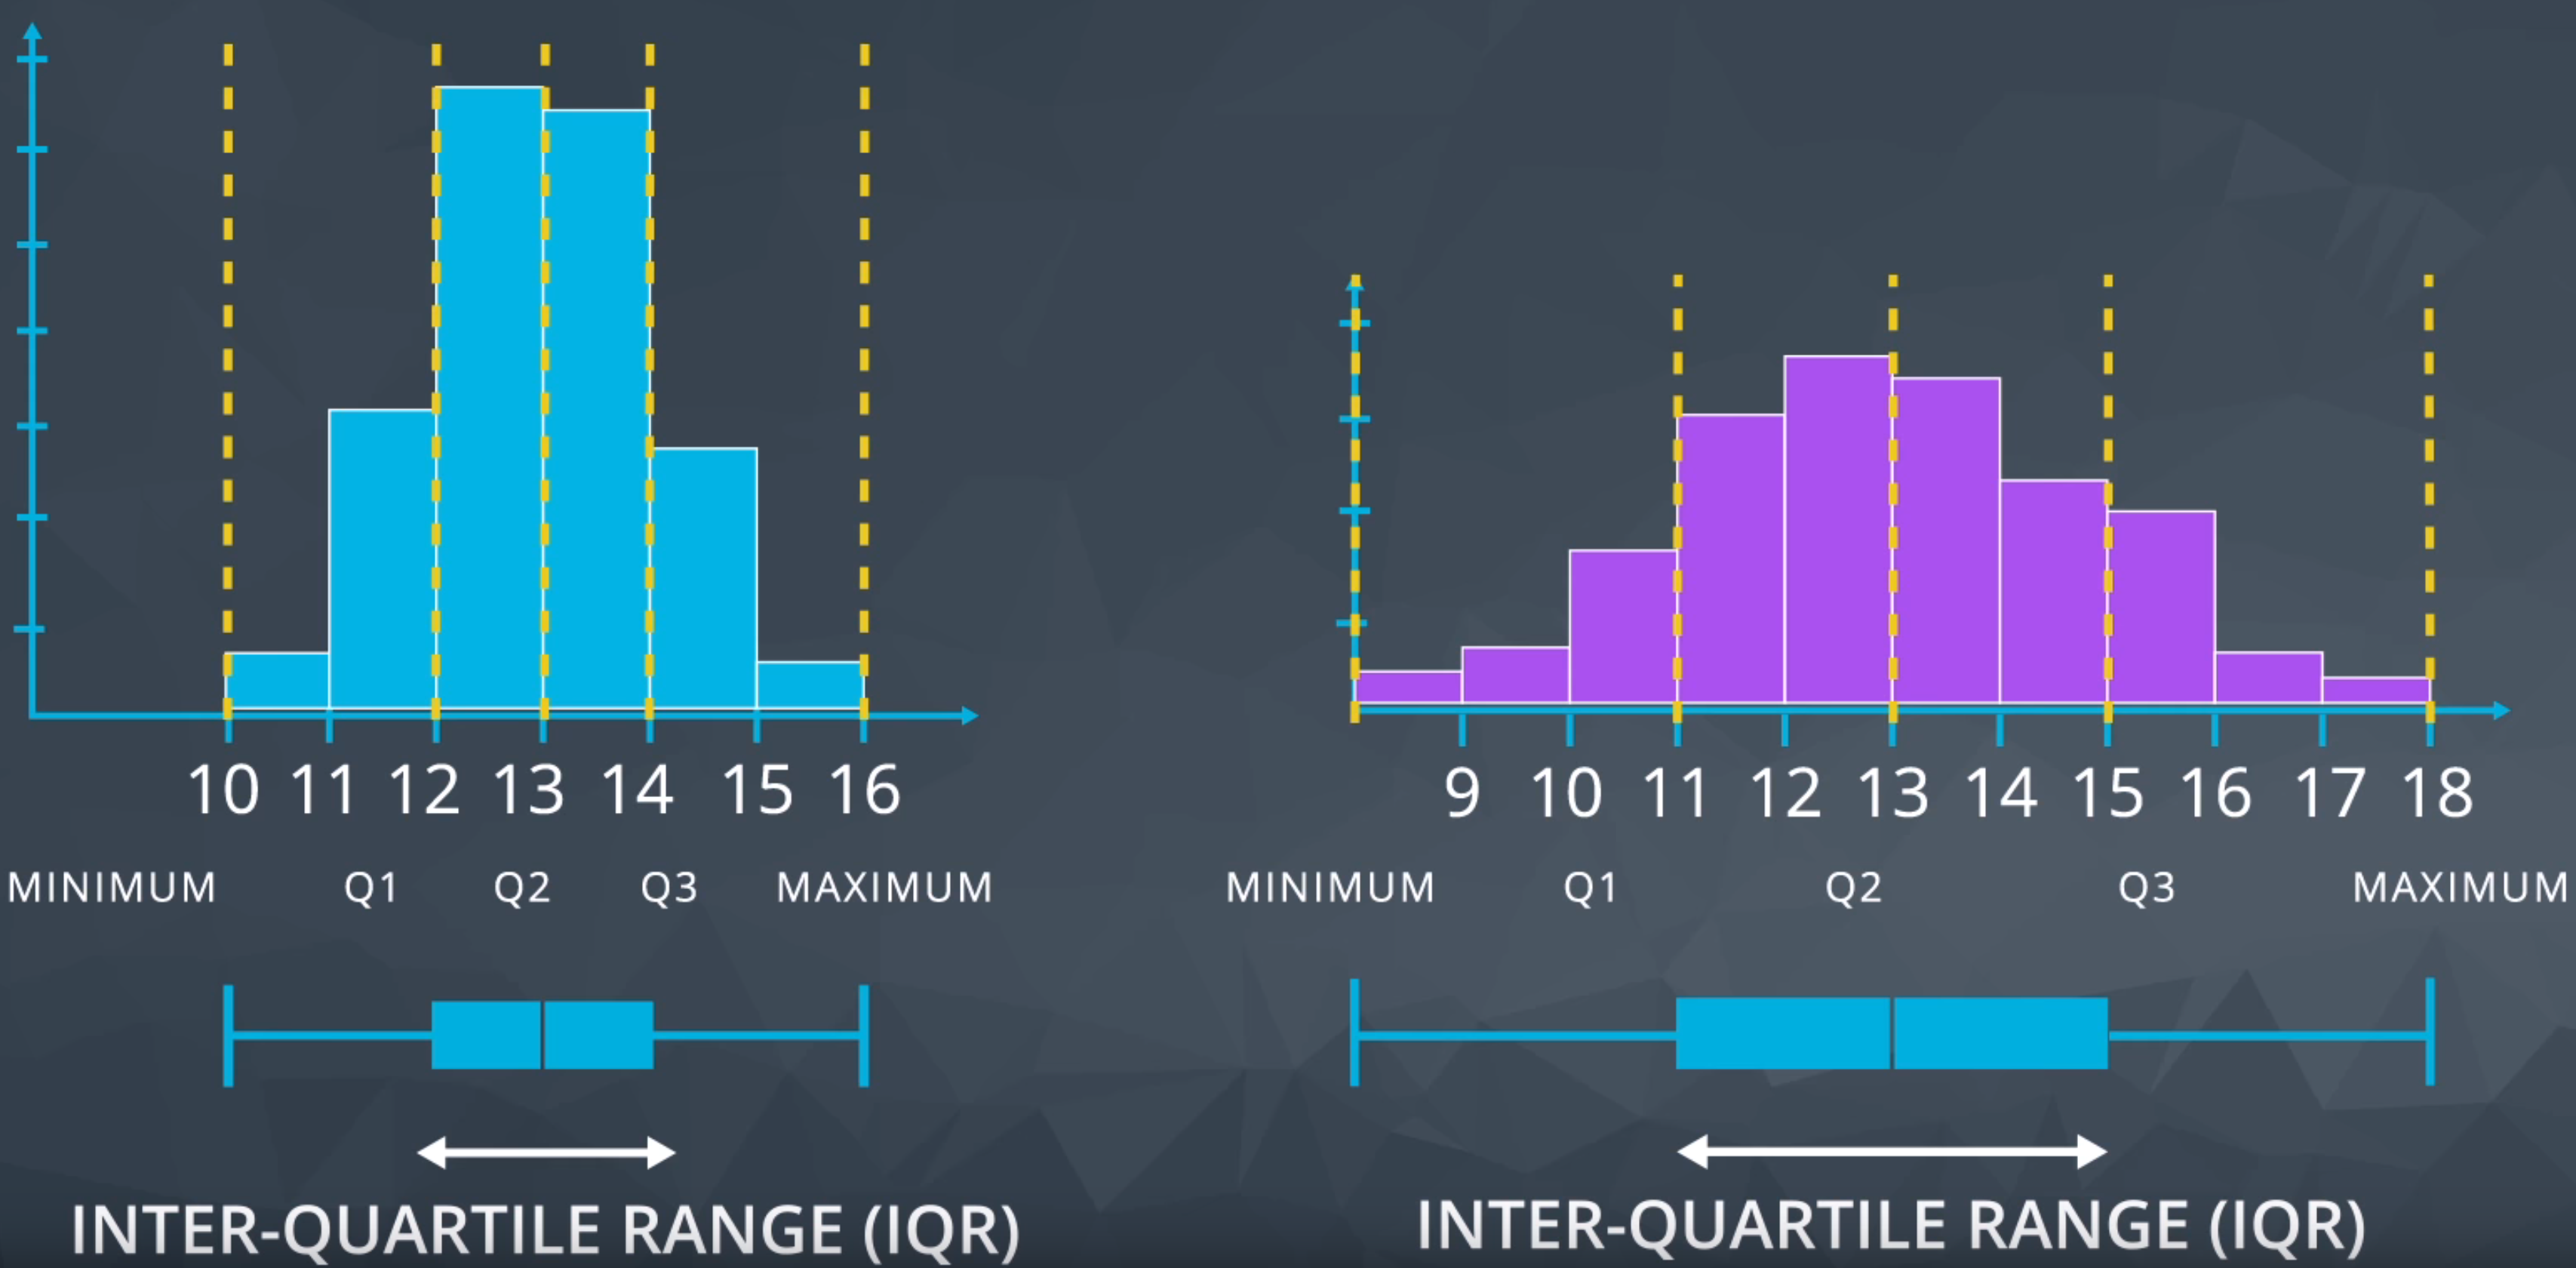 10 11 12 13 14 15 16
MINIMUM Q1 Q2 Q3 MAXIMUM
INTER-QUARTILE RANGE (IQR)
9 10 11 12 13 14 15 16 17 18
MINIMUM Q1 Q2 Q3 MAXIMUM
INTER-QUARTILE RANGE (IQR)